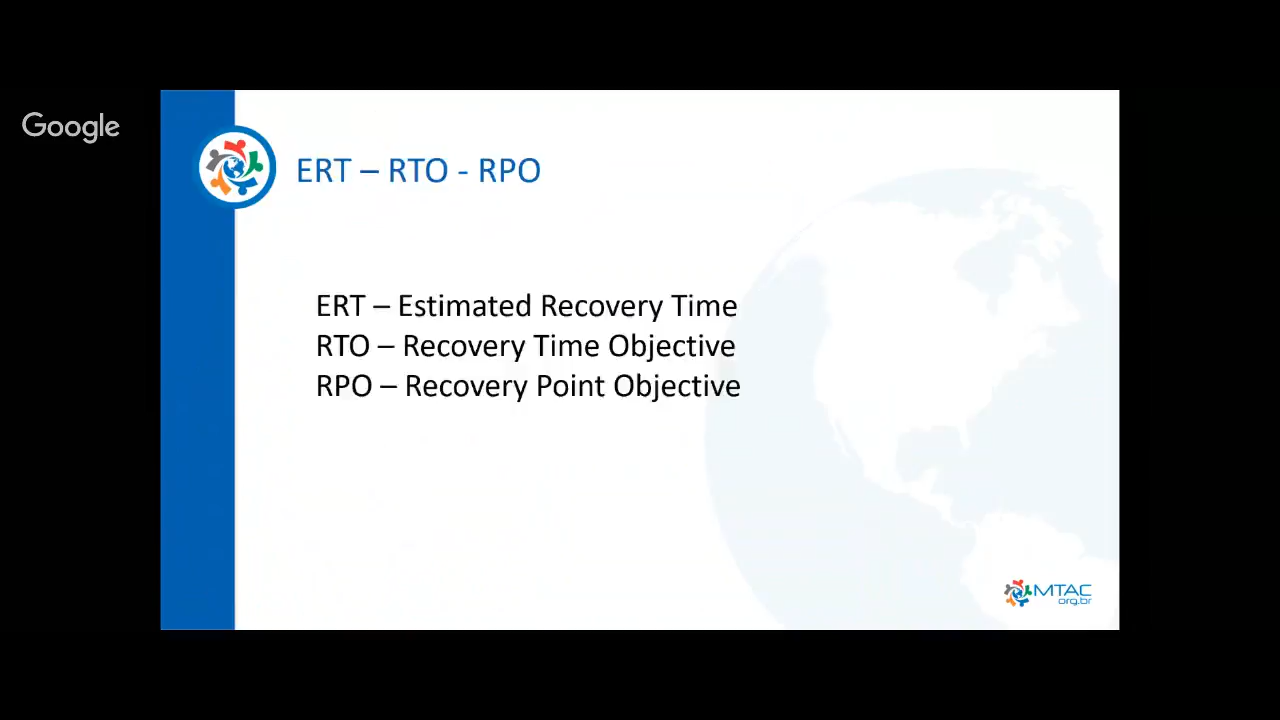 Google
ERT – RTO - RPO
ERT – Estimated Recovery Time
RTO – Recovery Time Objective
RPO – Recovery Point Objective
MTAC
org.br